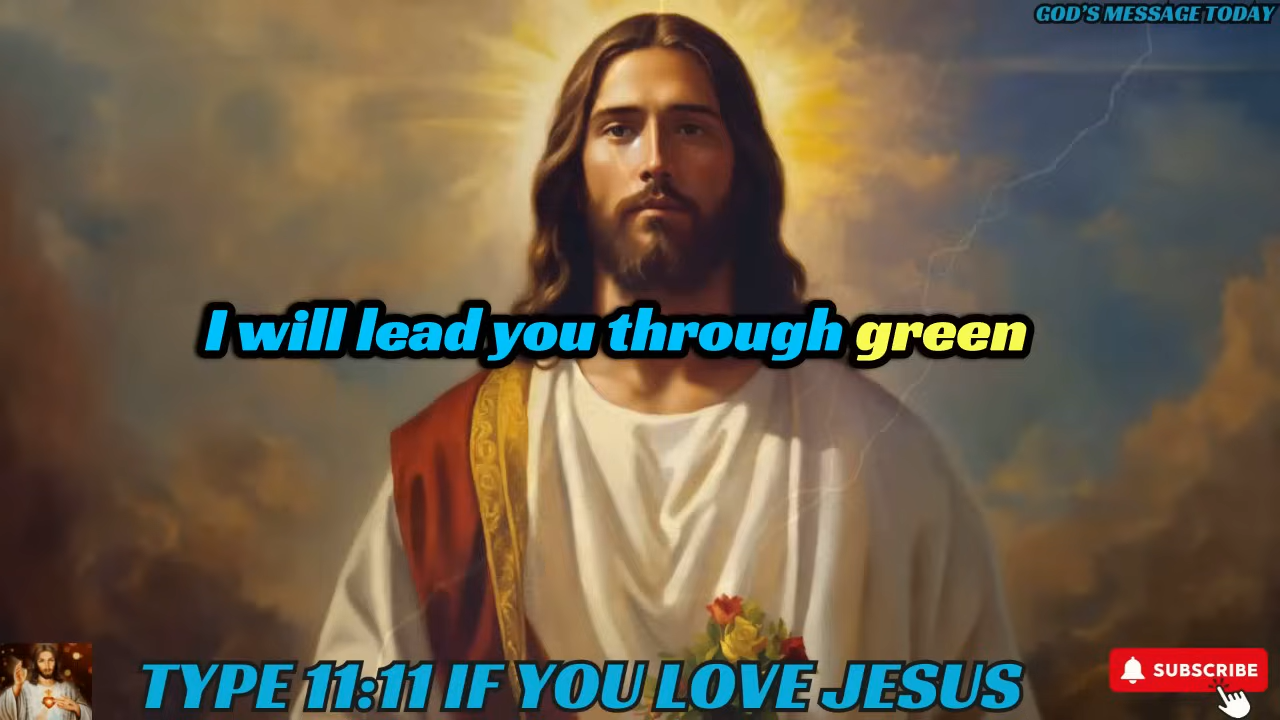 GOD'S MESSAGE TODAY
I will lead you through green
TYPE 11:11 IF YOU LOVE JESUS
SUBSCRIBE